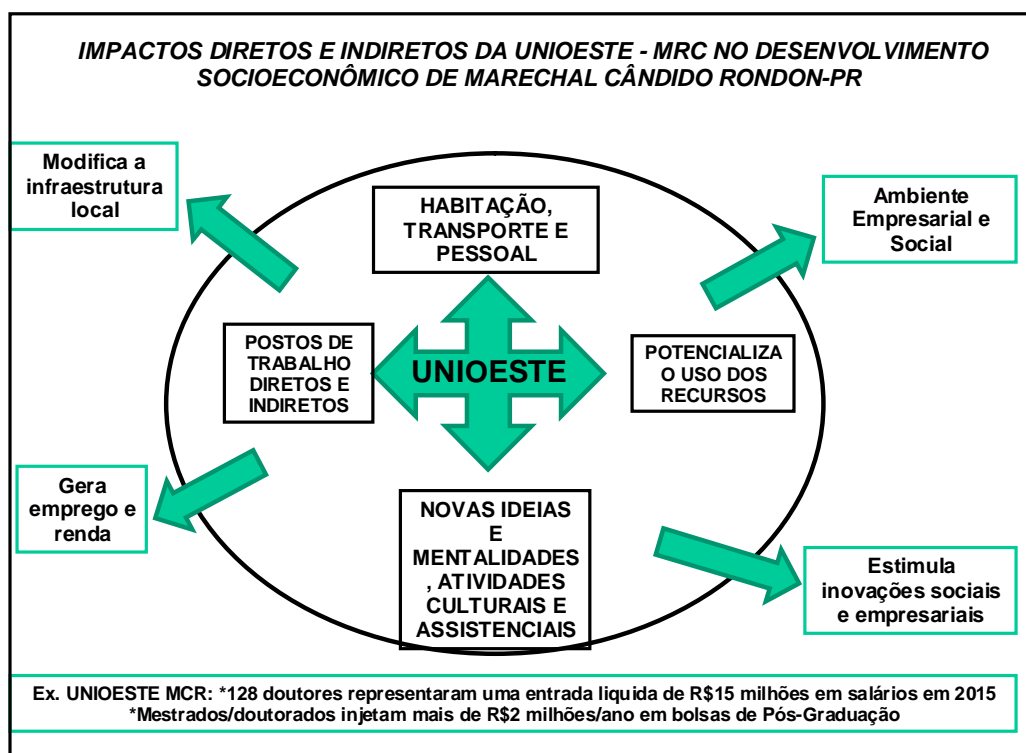 IMPACTOS DIRETOS E INDIRETOS DA UNIOESTE - MRC NO DESENVOLVIMENTO
SOCIOECONÔMICO DE MARECHAL CÂNDIDO RONDON-PR
Modifica a
infraestrutura
local
HABITAÇÃO,
TRANSPORTE E
PESSOAL
Ambiente
Empresarial e
Social
POSTOS DE
TRABALHO
DIRETOS E
INDIRETOS
UNIOESTE
POTENCIALIZA
O USO DOS
RECURSOS
Gera
emprego e
renda
NOVAS IDEIAS
E
MENTALIDADES
, ATIVIDADES
CULTURAIS E
ASSISTENCIAIS
Estimula
inovações sociais
e empresariais
Ex. UNIOESTE MCR: *128 doutores representaram uma entrada liquida de R$15 milhões em salários em 2015
*Mestrados/doutorados injetam mais de R$2 milhões/ano em bolsas de Pós-Graduação